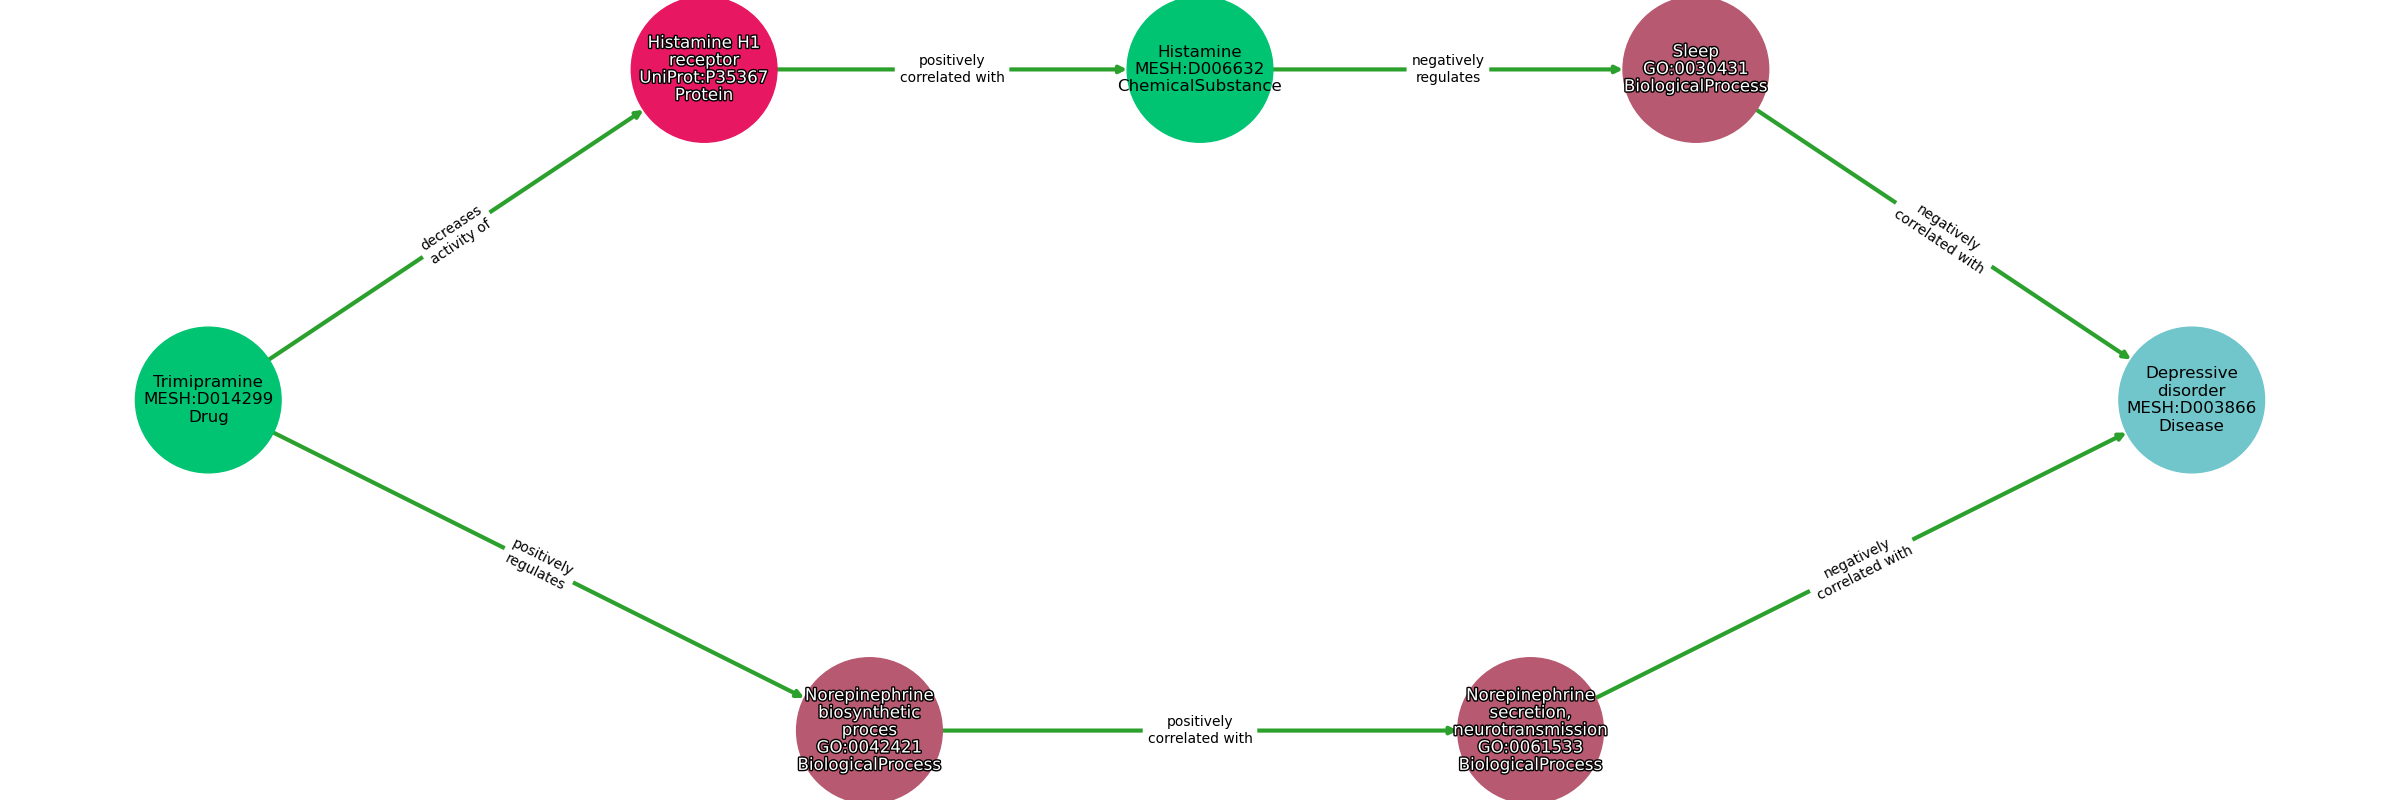 Histamine H1
receptor
UniProt:P35367
Protein
positively
correlated with
Histamine
MESH:D006632
ChemicalSubstance
negatively
regulates
Sleep
GO:0030431
BiologicalProcess
decreases
activity of
negatively
correlated with
Trimipramine
MESH:D014299
Drug
Depressive
disorder
MESH:D003866
Disease
positively
regulates
negatively
correlated with
Norepinephrine
biosynthetic
proces
GO:0042421
BiologicalProcess
positively
correlated with
Norepinephrine
secretion,
neurotransmission
GO:0061533
BiologicalProcess